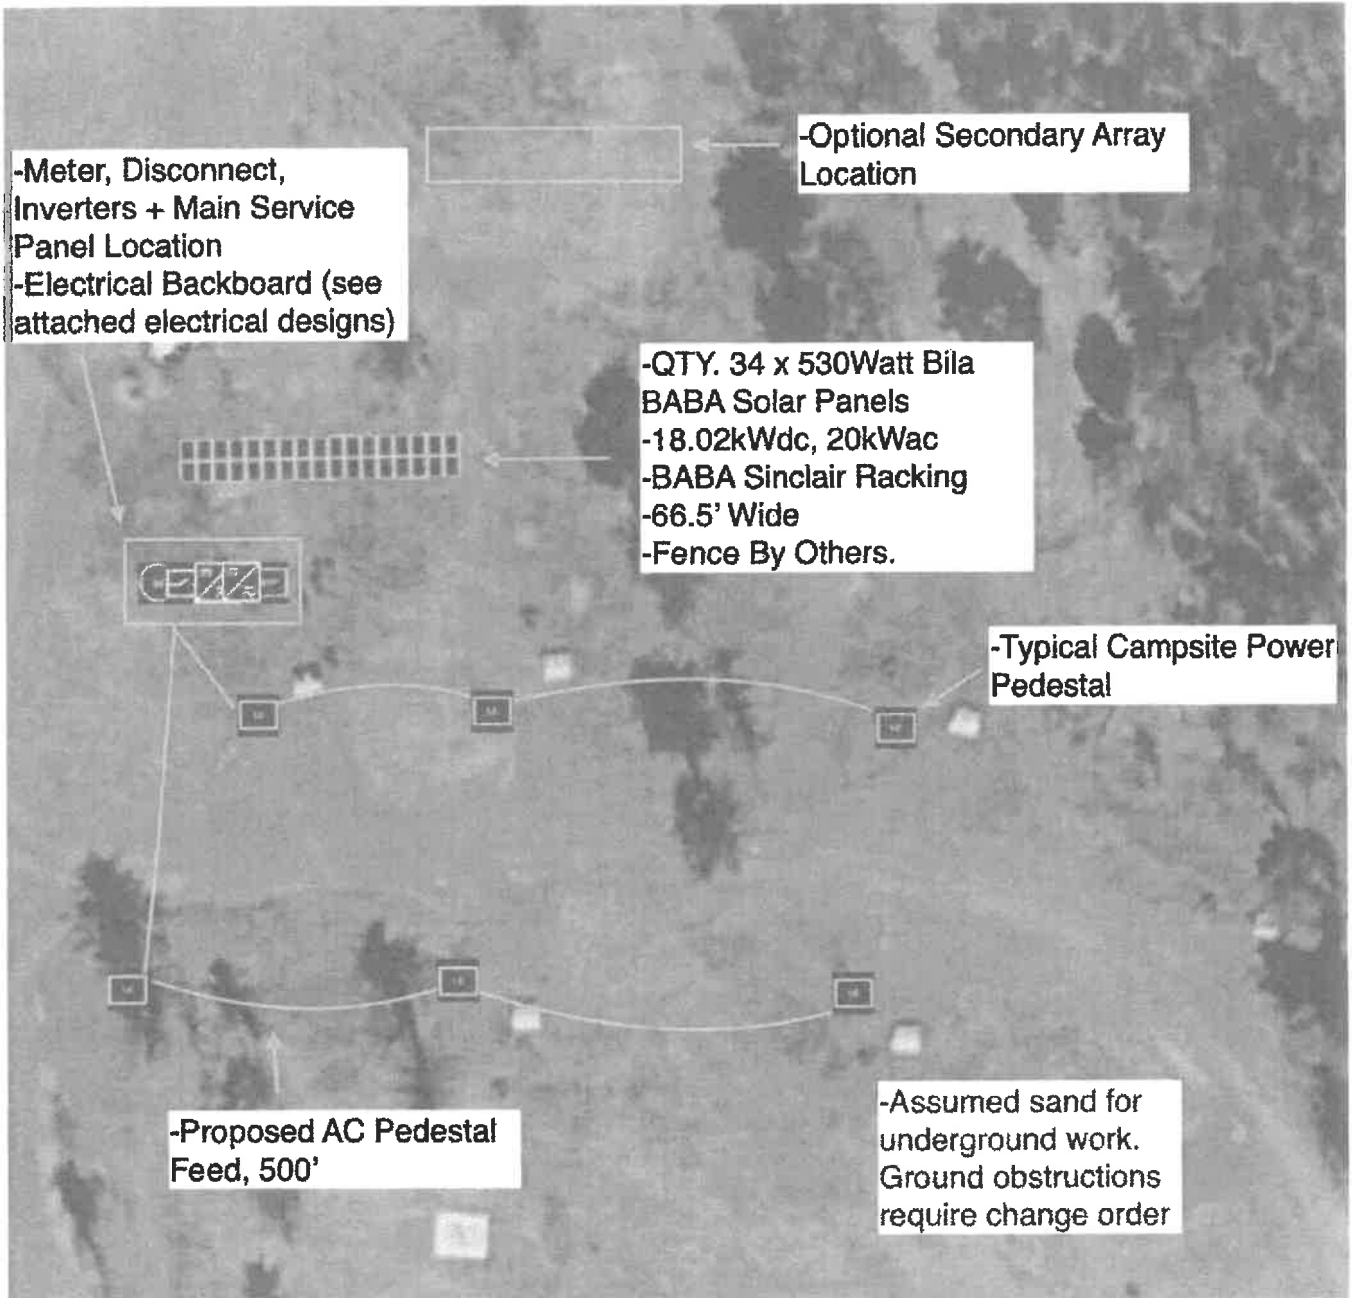 -Optional Secondary Array
Location
-Meter, Disconnect,
Inverters + Main Service
Panel Location
-Electrical Backboard (see
attached electrical designs)
-QTY. 34 x 530Watt Bila
BABA Solar Panels
-18.02kWdc, 20kWac
-BABA Sinclair Racking
-66.5' Wide
-Fence By Others.
-Typical Campsite Power
Pedestal
-Proposed AC Pedestal
Feed, 500'
-Assumed sand for
underground work.
Ground obstructions
require change order